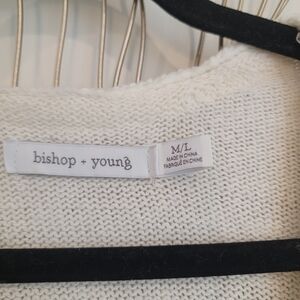 bishop + young
M/L
MADE IN CHINA
FABRIQUÉ EN CHINE